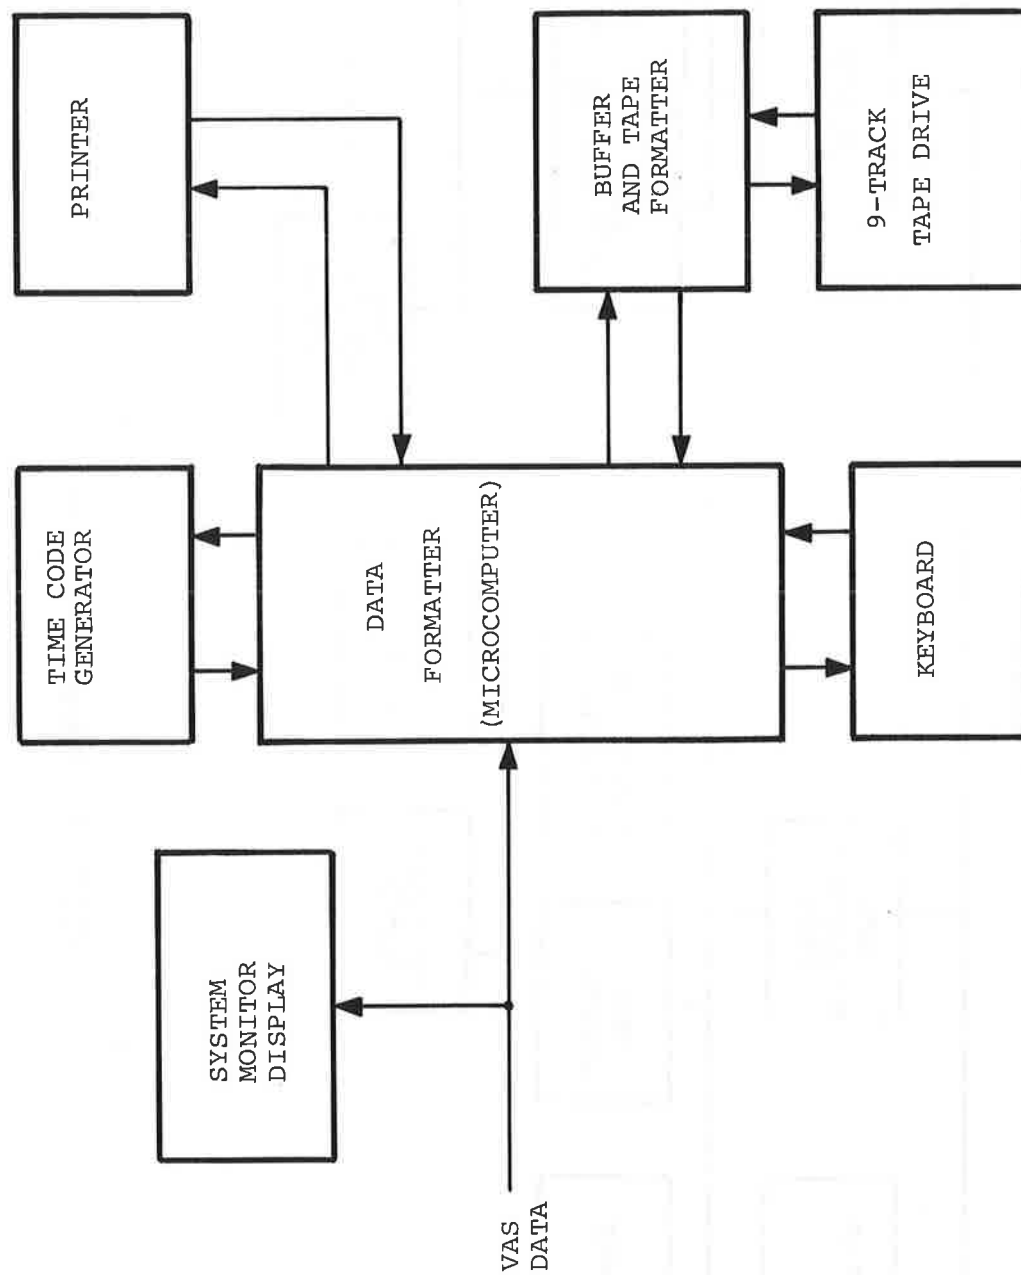 VAS
DATA
SYSTEM
MONITOR
DISPLAY
TIME CODE
GENERATOR
DATA
FORMATTER
(MICROCOMPUTER)
KEYBOARD
PRINTER
BUFFER
AND TAPE
FORMATTER
9-TRACK
TAPE DRIVE